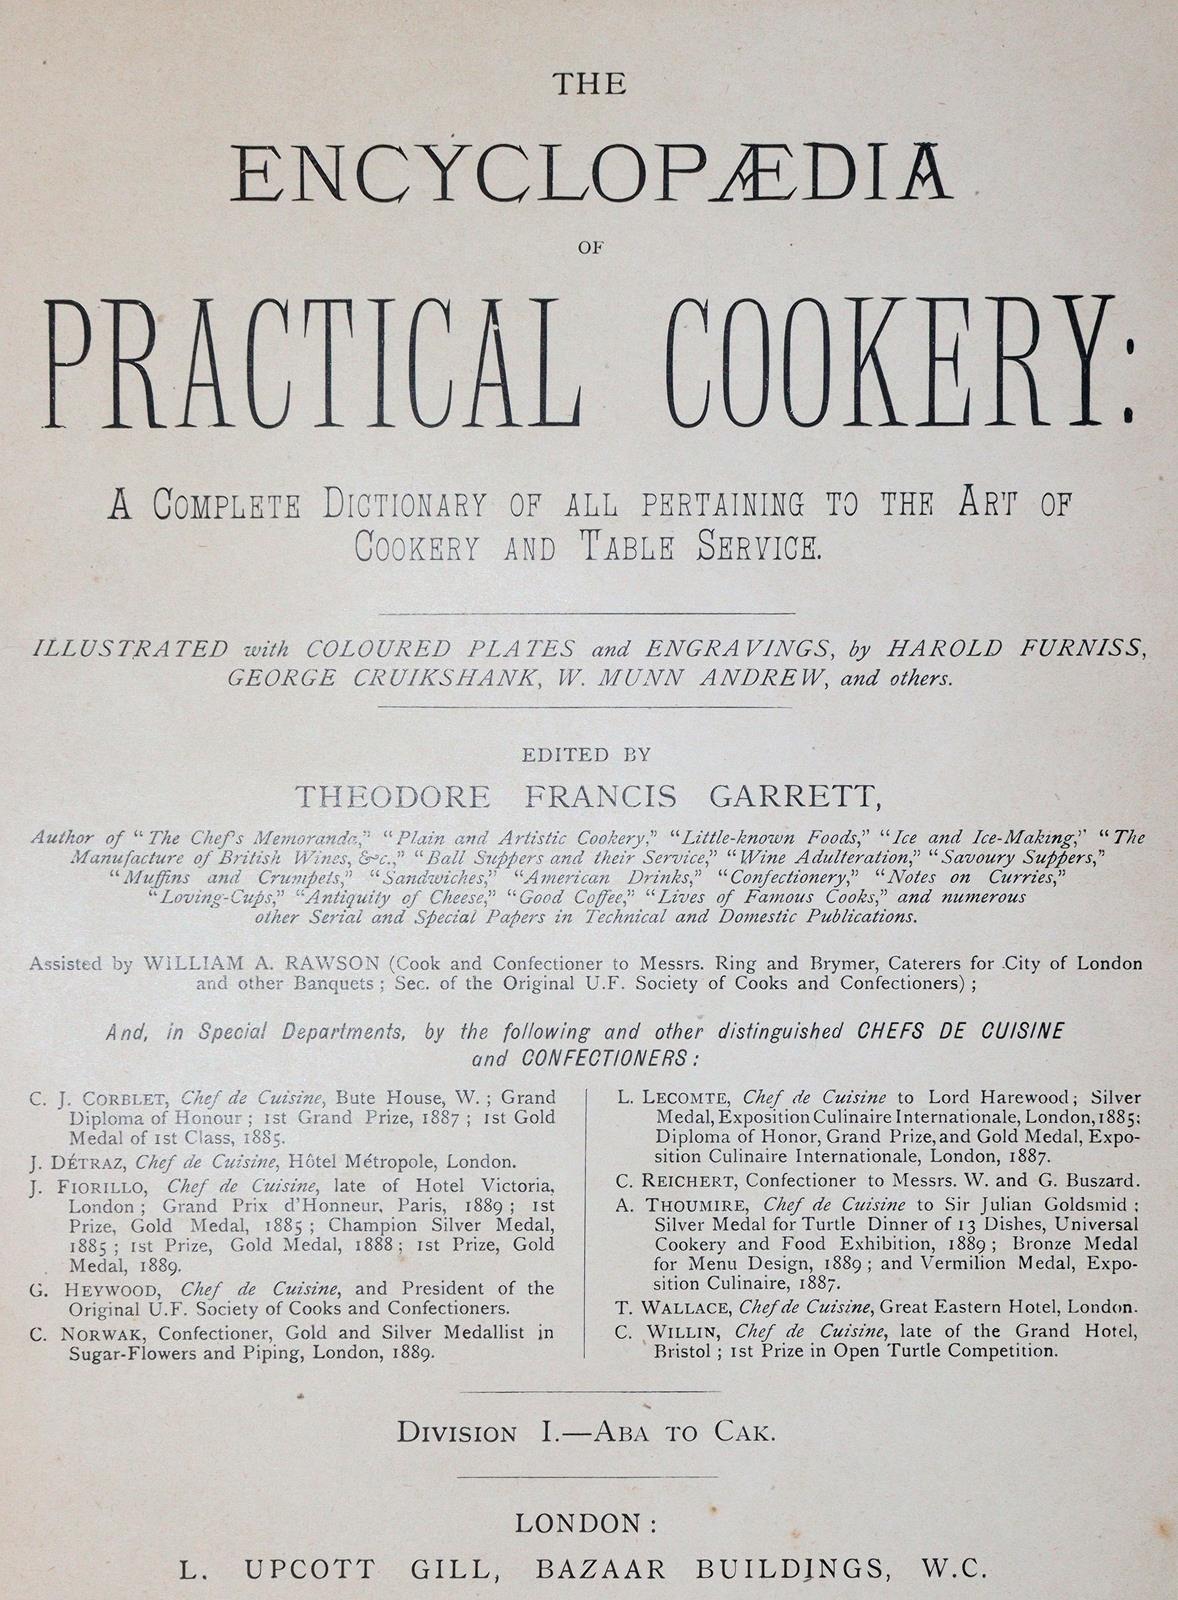 THE
ENCYCLOPÆDIA
OF
PRACTICAL COOKERY:
A COMPLETE DICTIONARY OF ALL PERTAINING TO THE ART OF
COOKERY AND TABLE SERVICE.
ILLUSTRATED with COLOURED PLATES and ENGRAVINGS, by HAROLD FURNISS,
GEORGE CRUIKSHANK, W. MUNN ANDREW, and others.
EDITED BY
THEODORE FRANCIS GARRETT,
Author of "The Chef's Memoranda," "Plain and Artistic Cookery," "Little-known Foods," "Ice and Ice-Making," "The
Manufacture of British Wines, &c.," "Ball Suppers and their Service," "Wine Adulteration," "Savoury Suppers,"
"Muffins and Crumpets," "Sandwiches," "American Drinks," "Confectionery," "Notes on Curries,"
"Loving-Cups," "Antiquity of Cheese," "Good Coffee," "Lives of Famous Cooks," and numerous
other Serial and Special Papers in Technical and Domestic Publications.
Assisted by WILLIAM A. RAWSON (Cook and Confectioner to Messrs. Ring and Brymer, Caterers for City of London
and other Banquets; Sec. of the Original U.F. Society of Cooks and Confectioners);
And, in Special Departments, by the following and other distinguished CHEFS DE CUISINE
and CONFECTIONERS:
C. J. CORBLET, Chef de Cuisine, Bute House, W.; Grand
Diploma of Honour; 1st Grand Prize, 1887; 1st Gold
Medal of 1st Class, 1885.
J. DÉTRAZ, Chef de Cuisine, Hôtel Métropole, London.
J. FIORILLO, Chef de Cuisine, late of Hotel Victoria,
London; Grand Prix d'Honneur, Paris, 1889; 1st
Prize, Gold Medal, 1885; Champion Silver Medal,
1885; 1st Prize, Gold Medal, 1888; 1st Prize, Gold
Medal, 1889.
G. HEYWOOD, Chef de Cuisine, and President of the
Original U.F. Society of Cooks and Confectioners.
C. NORWAK, Confectioner, Gold and Silver Medallist in
Sugar-Flowers and Piping, London, 1889.
L. LECOMTE, Chef de Cuisine to Lord Harewood; Silver
Medal, Exposition Culinaire Internationale, London, 1885;
Diploma of Honor, Grand Prize, and Gold Medal, Expo-
sition Culinaire Internationale, London, 1887.
C. REICHERT, Confectioner to Messrs. W. and G. Buszard.
A. THOUMIRE, Chef de Cuisine to Sir Julian Goldsmid;
Silver Medal for Turtle Dinner of 13 Dishes, Universal
Cookery and Food Exhibition, 1889; Bronze Medal
for Menu Design, 1889; and Vermilion Medal, Expo-
sition Culinaire, 1887.
T. WALLACE, Chef de Cuisine, Great Eastern Hotel, London.
C. WILLIN, Chef de Cuisine, late of the Grand Hotel,
Bristol; 1st Prize in Open Turtle Competition.
DIVISION I.—ABA TO CAK.
LONDON:
L. UPCOTT GILL, BAZAAR BUILDINGS, W.C.